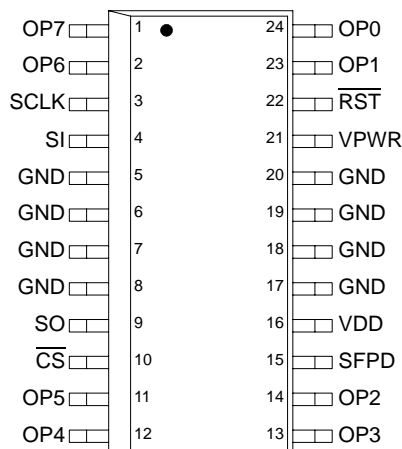 OP7 1 24 OP0
OP6 2 23 OP1
SCLK 3 22 R̅S̅T̅
SI 4 21 VPWR
GND 5 20 GND
GND 6 19 GND
GND 7 18 GND
GND 8 17 GND
SO 9 16 VDD
C̅S̅ 10 15 SFPD
OP5 11 14 OP2
OP4 12 13 OP3